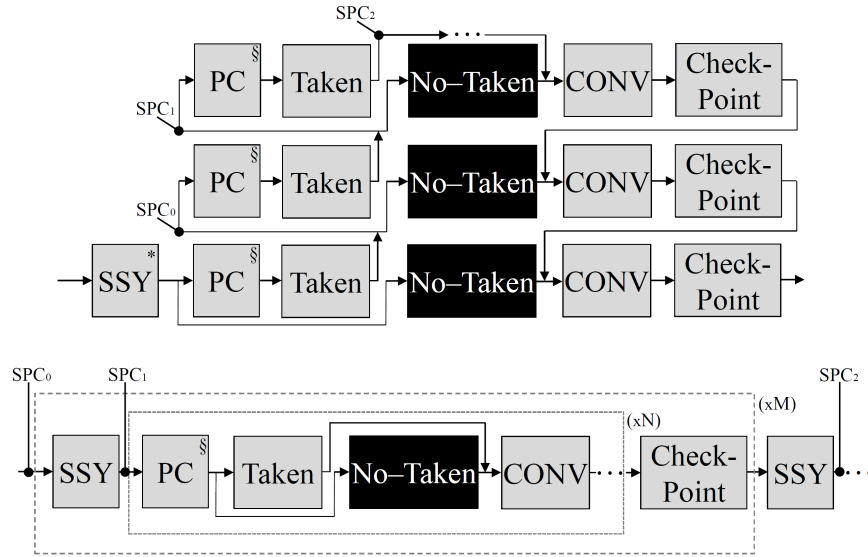 SPC2
PC§
Taken
...
No–Taken
CONV
Check-
Point
SPC1
PC§
Taken
No–Taken
CONV
Check-
Point
SPC0
SSY*
PC§
Taken
No–Taken
CONV
Check-
Point
SPC0
SPC1
SPC2
(xM)
(xN)
SSY
PC§
Taken
No–Taken
CONV
...
Check-
Point
SSY
...